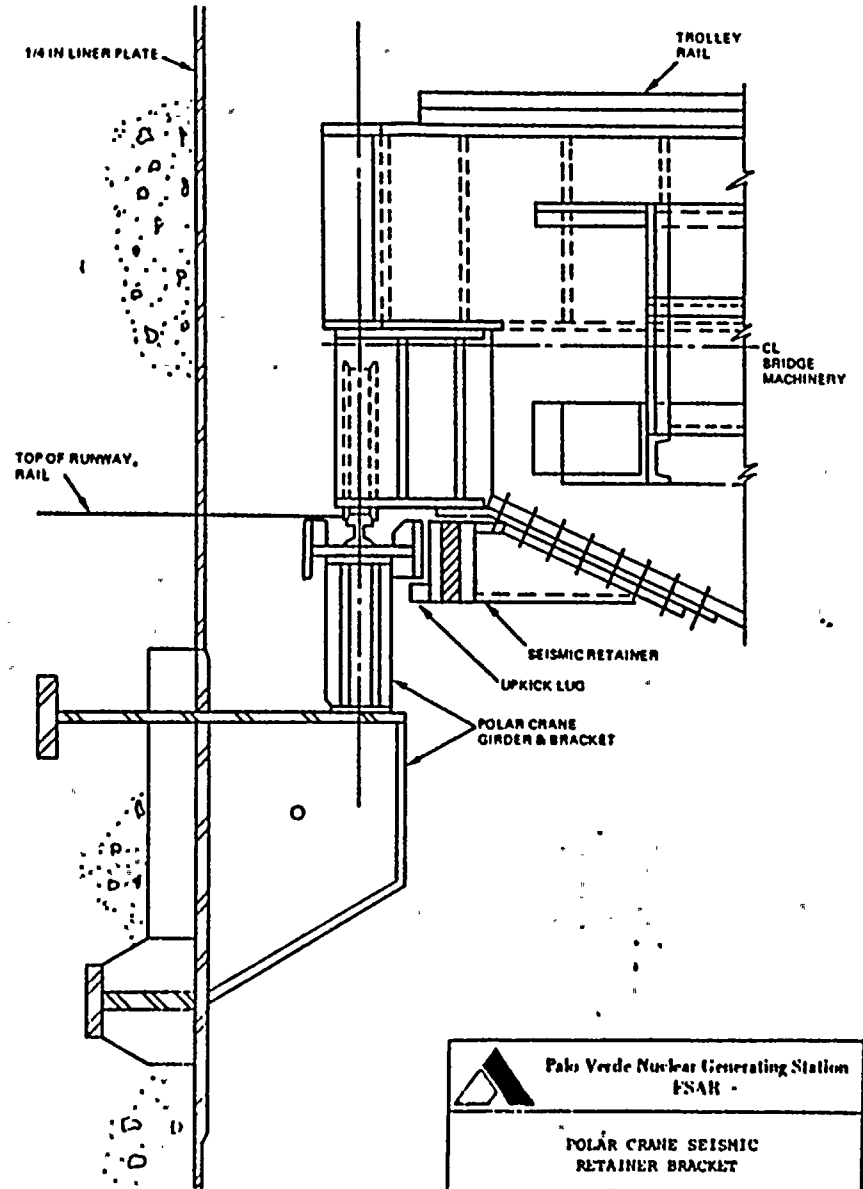 1/4 IN LINER PLATE
TROLLEY
RAIL
CL
BRIDGE
MACHINERY
TOP OF RUNWAY,
RAIL
SEISMIC RETAINER
UPKICK LUG
POLAR CRANE
GIRDER & BRACKET
Palo Verde Nuclear Generating Station
FSAR -
POLAR CRANE SEISMIC
RETAINER BRACKET